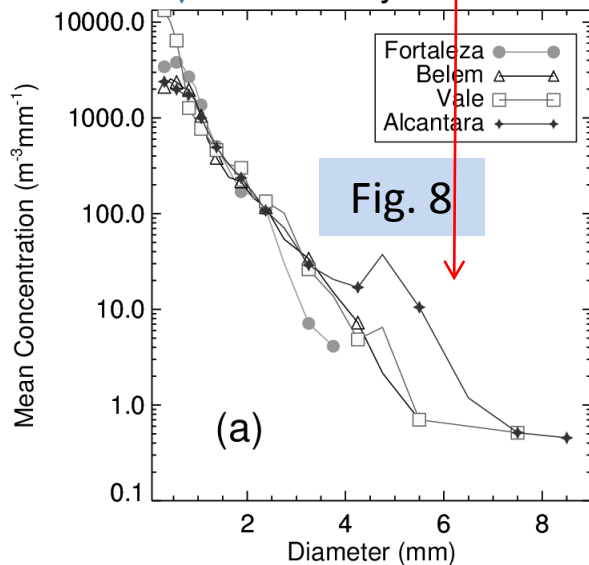 10000.0
1000.0
100.0
10.0
1.0
0.1
Mean Concentration (m⁻³mm⁻¹)
Fortaleza
Belem
Vale
Alcantara
Fig. 8
(a)
2 4 6 8
Diameter (mm)